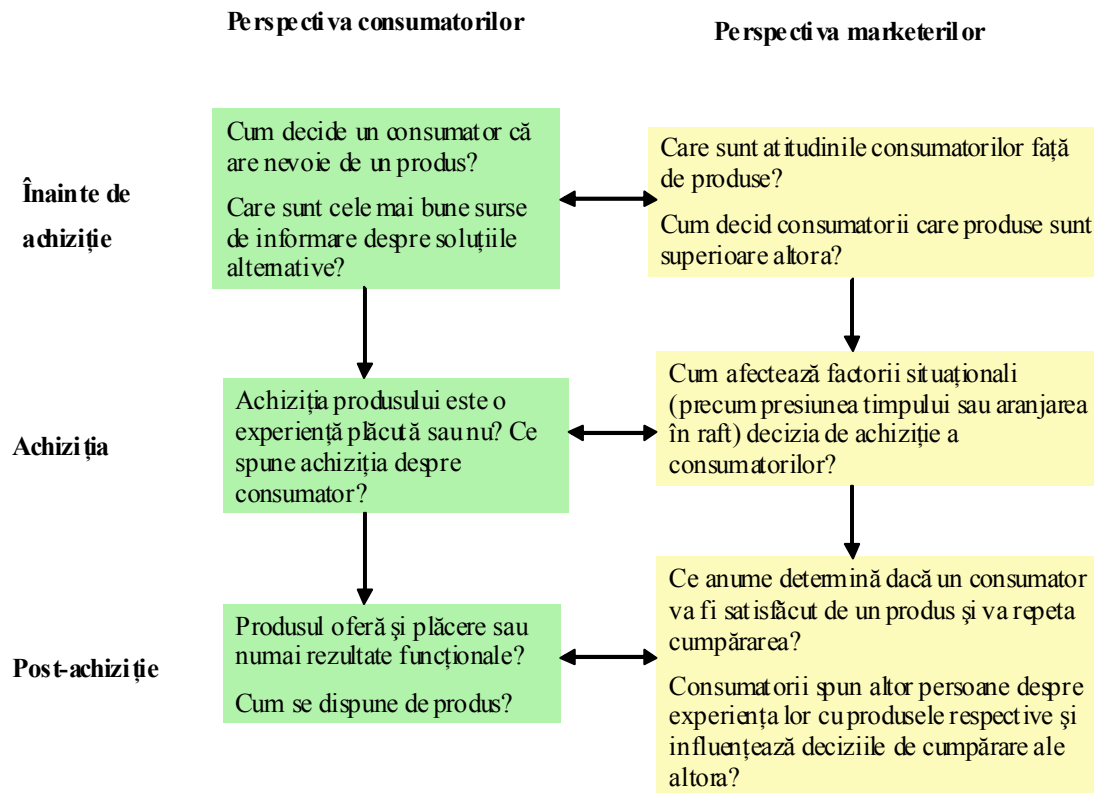 Perspectiva consumatorilor
Perspectiva marketerilor
Înainte de
achiziție
Cum decide un consumator că
are nevoie de un produs?
Care sunt cele mai bune surse
de informare despre soluțiile
alternative?
Care sunt atitudinile consumatorilor față
de produse?
Cum decid consumatorii care produse sunt
superioare altora?
Achiziția
Achiziția produsului este o
experiență plăcută sau nu? Ce
spune achiziția despre
consumator?
Cum afectează factorii situaționali
(precum presiunea timpului sau aranjarea
în raft) decizia de achiziție a
consumatorilor?
Post-achiziție
Produsul oferă și plăcere sau
numai rezultate funcționale?
Cum se dispune de produs?
Ce anume determină dacă un consumator
va fi satisfăcut de un produs și va repeta
cumpărarea?
Consumatorii spun altor persoane despre
experiența lor cu produsele respective și
influențează deciziile de cumpărare ale
altora?